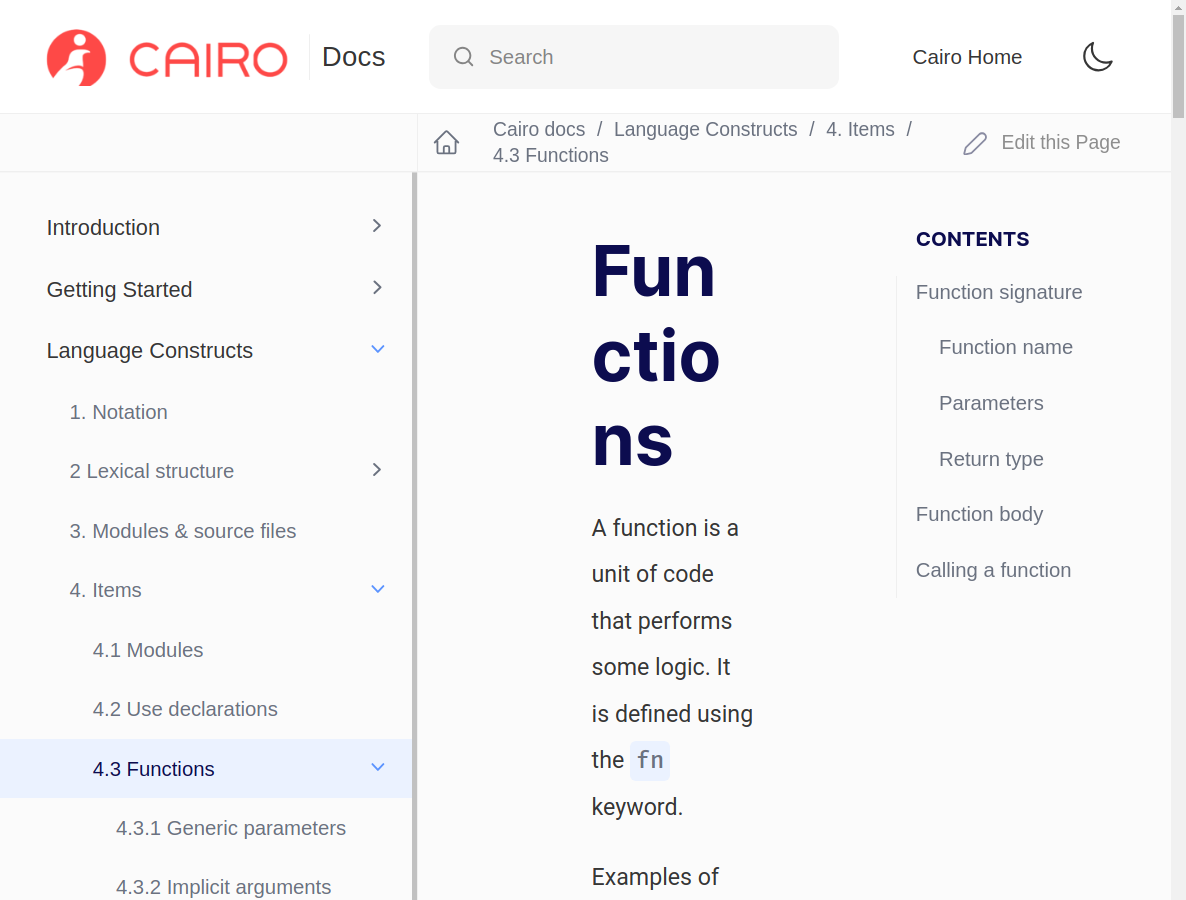 CAIRO Docs
Search
Cairo Home
Cairo docs / Language Constructs / 4. Items /
4.3 Functions
Edit this Page
Introduction
Getting Started
Language Constructs
1. Notation
2 Lexical structure
3. Modules & source files
4. Items
4.1 Modules
4.2 Use declarations
4.3 Functions
4.3.1 Generic parameters
4.3.2 Implicit arguments
Fun
ctio
ns
A function is a
unit of code
that performs
some logic. It
is defined using
the fn
keyword.
Examples of
CONTENTS
Function signature
Function name
Parameters
Return type
Function body
Calling a function